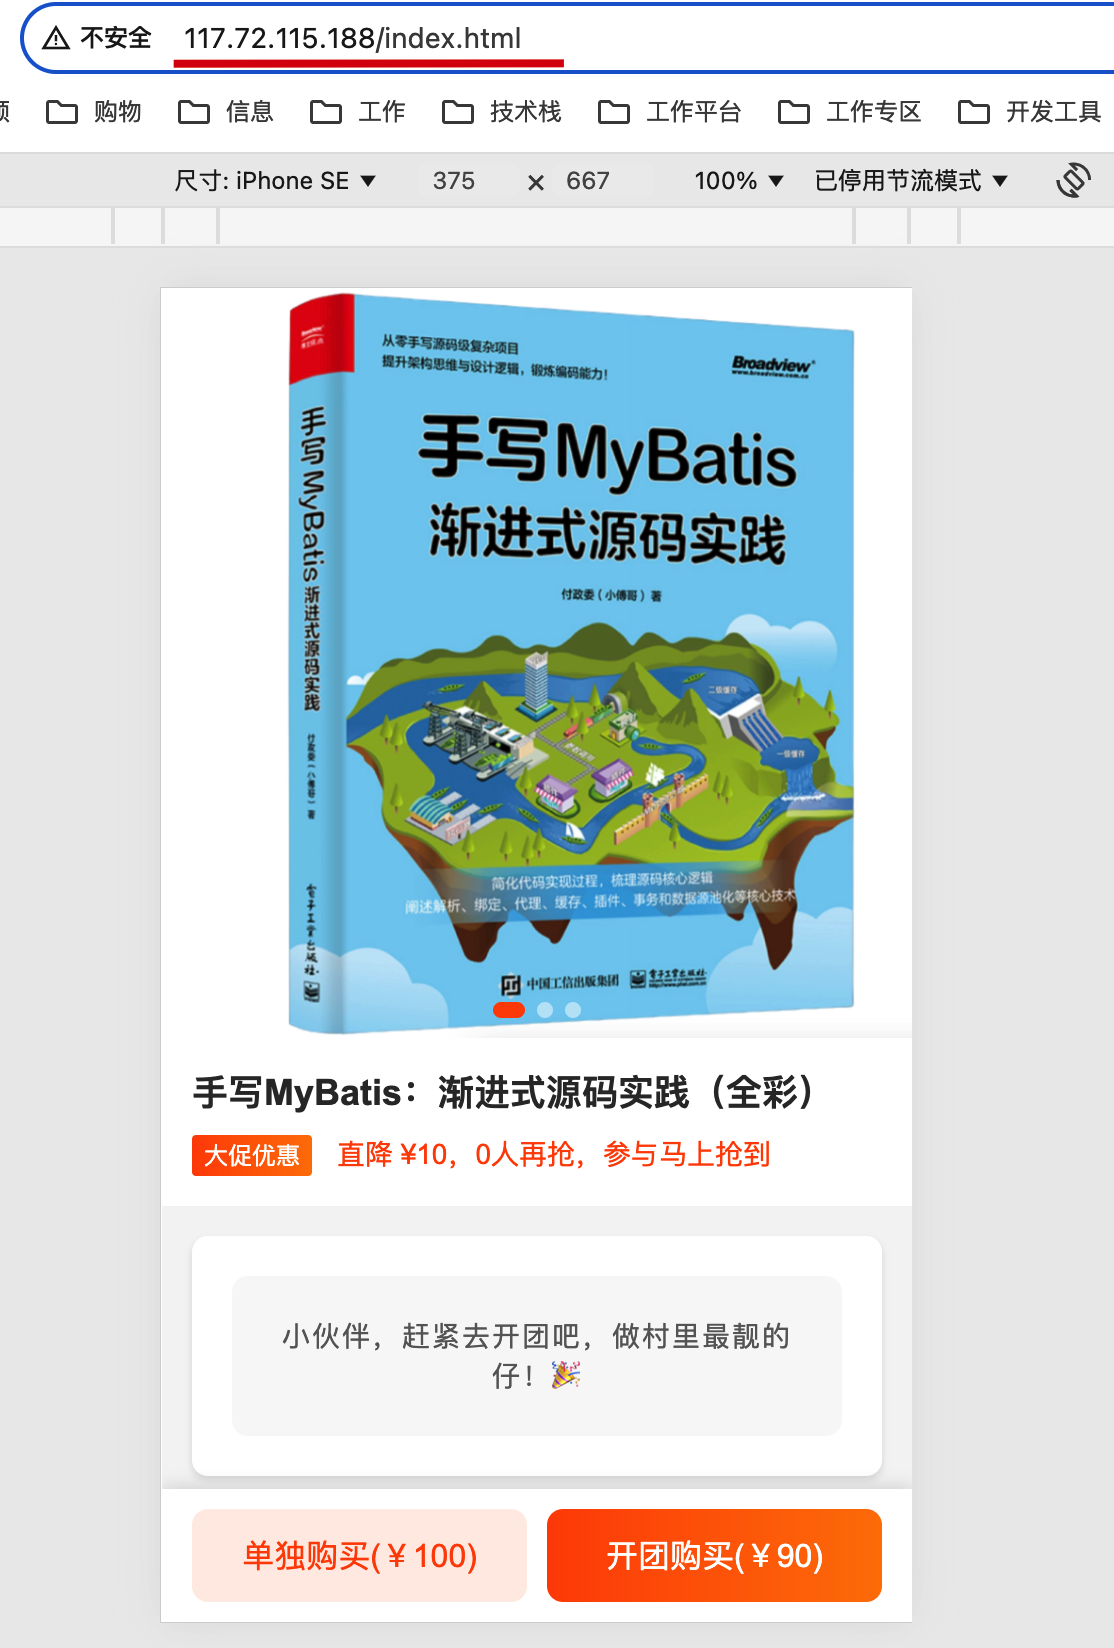 不安全 117.72.115.188/index.html
购物 信息 工作 技术栈 工作平台 工作专区 开发工具
尺寸: iPhone SE ▼ 375 × 667 100% ▼ 已停用节流模式 ▼
从零手写源码级复杂项目
提升架构思维与设计逻辑，锻炼编码能力！
Broadview®
www.broadview.com.cn
手写MyBatis
渐进式源码实践
付政委（小傅哥）著
手写MyBatis 渐进式源码实践
付政委（小傅哥）著
电子工业出版社
二级缓存
一级缓存
简化代码实现过程，梳理源码核心逻辑
阐述解析、绑定、代理、缓存、插件、事务和数据源池化等核心技术
中国工信出版集团 电子工业出版社
手写MyBatis：渐进式源码实践（全彩）
大促优惠 直降 ¥10，0人再抢，参与马上抢到
小伙伴，赶紧去开团吧，做村里最靓的
仔！🎉
单独购买(￥100) 开团购买(￥90)